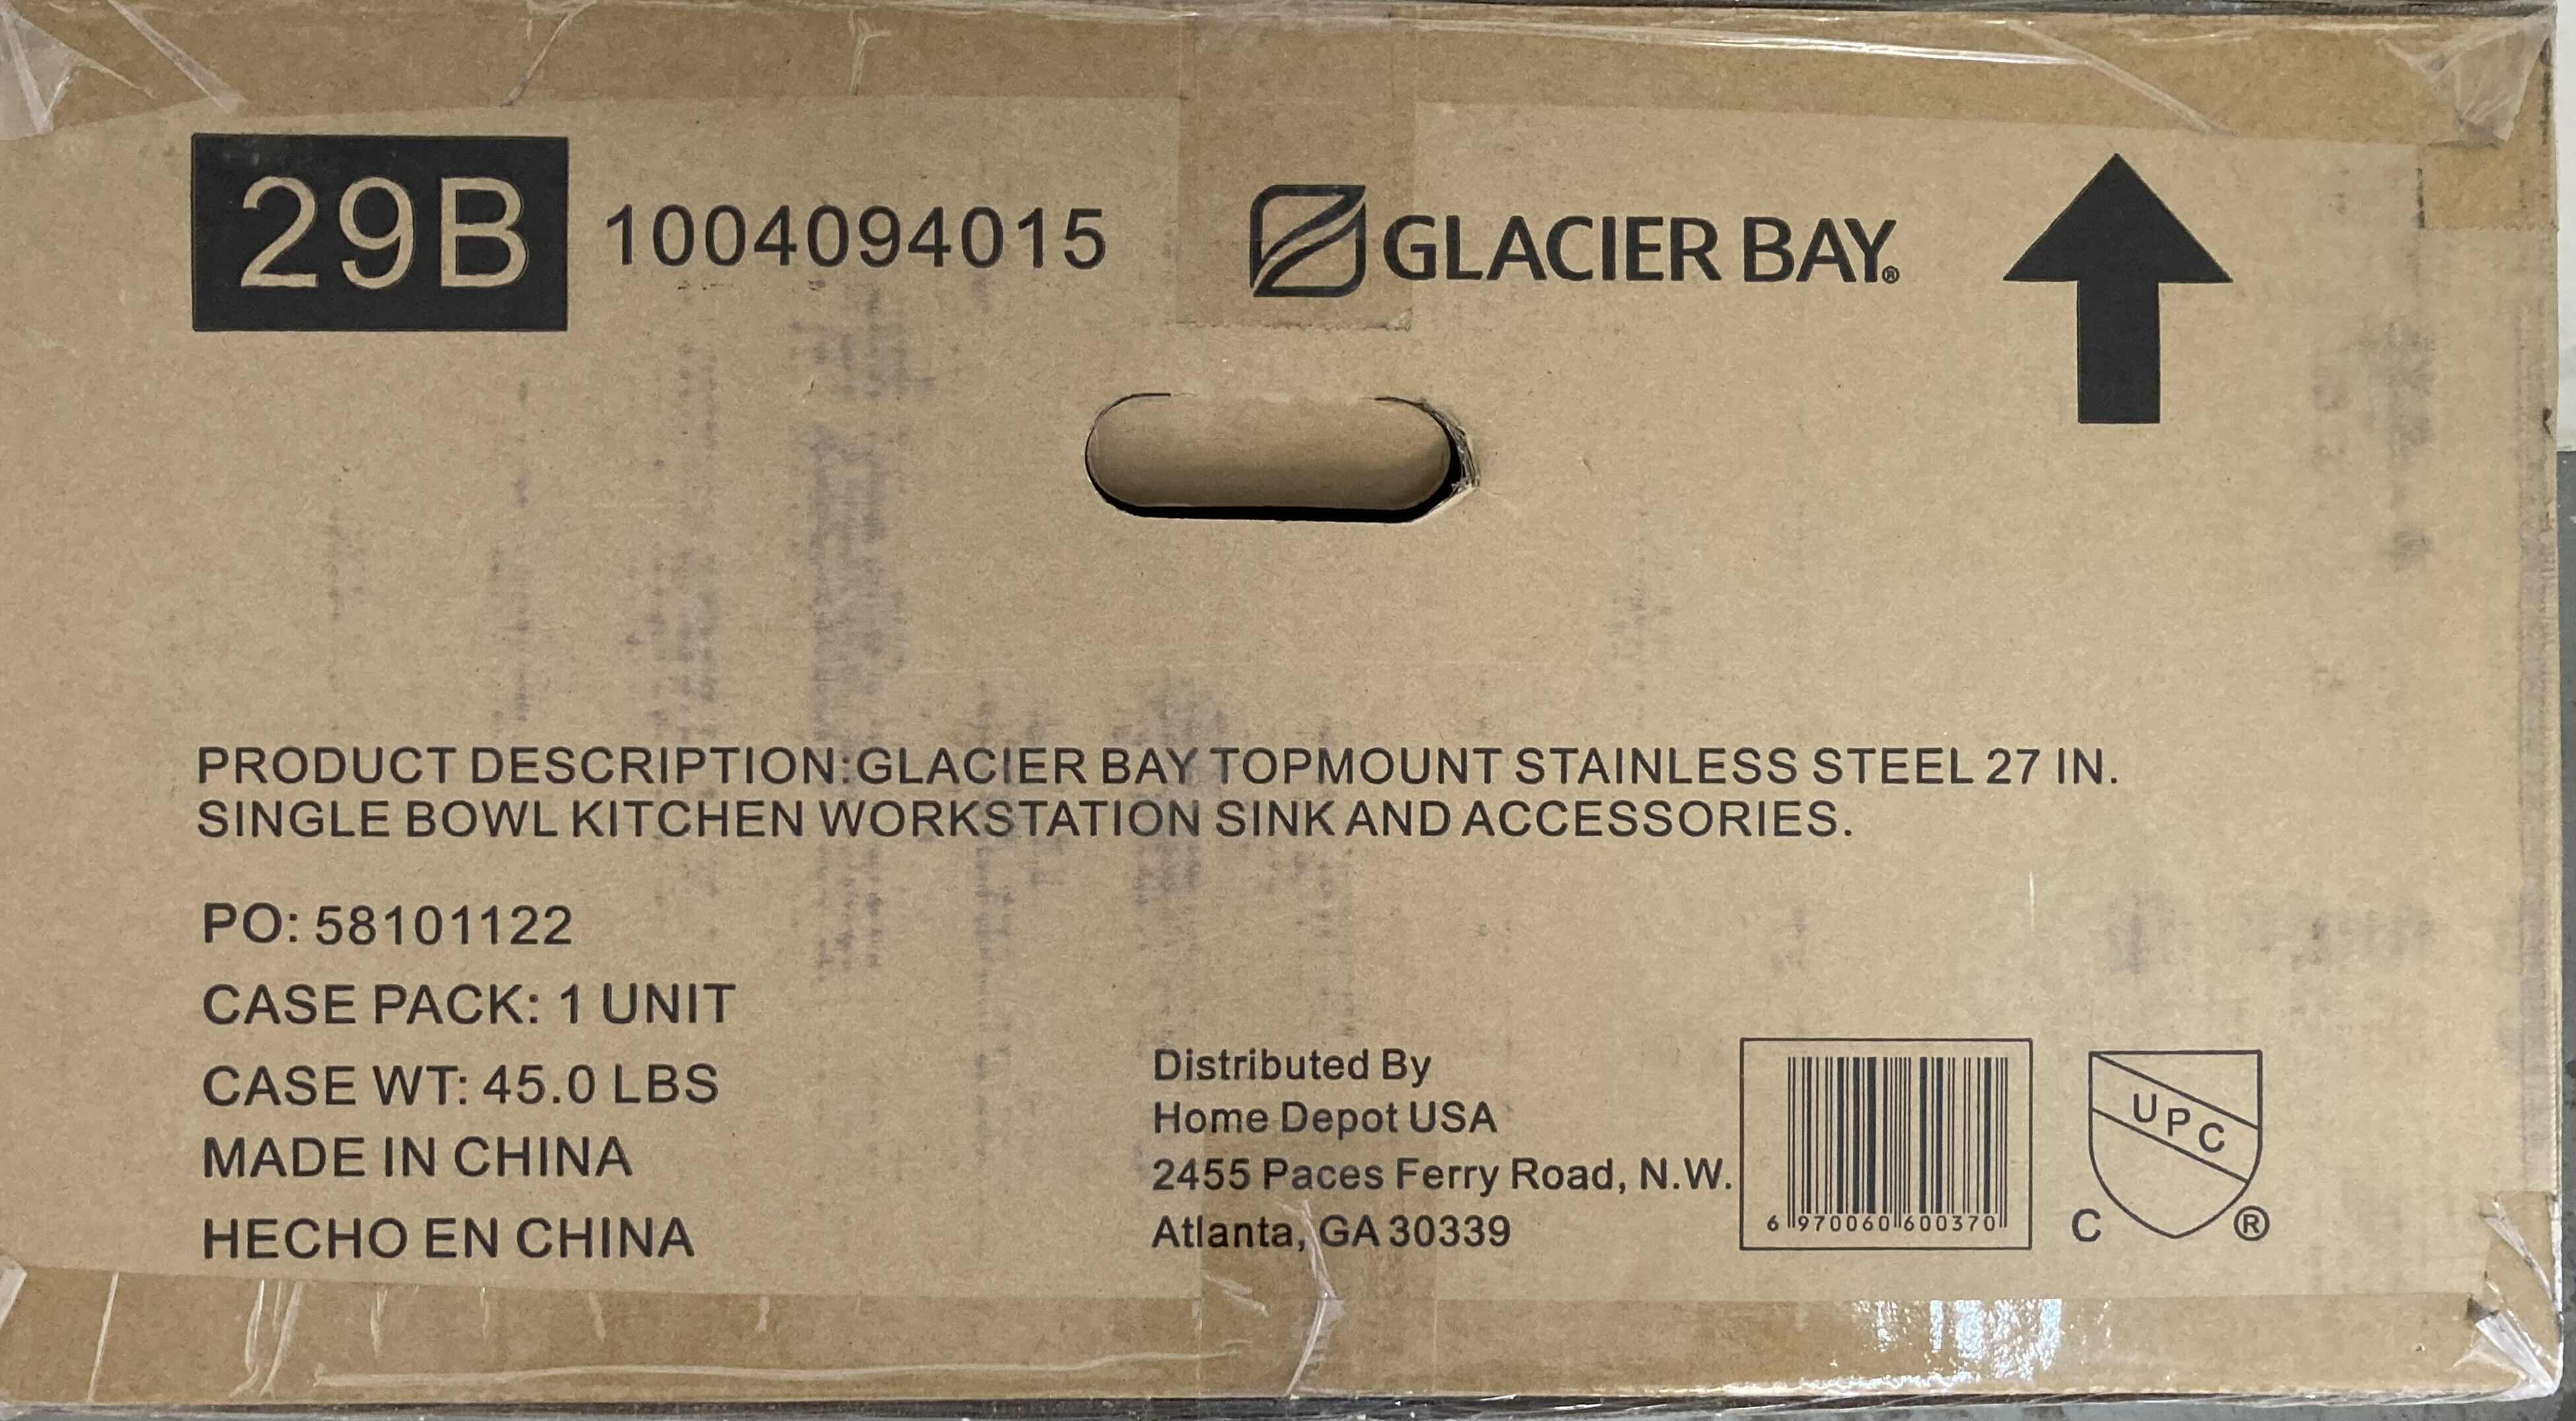 29B 1004094015 GLACIER BAY®
PRODUCT DESCRIPTION:GLACIER BAY TOPMOUNT STAINLESS STEEL 27 IN.
SINGLE BOWL KITCHEN WORKSTATION SINK AND ACCESSORIES.
PO: 58101122
CASE PACK: 1 UNIT
CASE WT: 45.0 LBS
MADE IN CHINA
HECHO EN CHINA
Distributed By
Home Depot USA
2455 Paces Ferry Road, N.W.
Atlanta, GA 30339
6 970060 600370
UPC
C ®